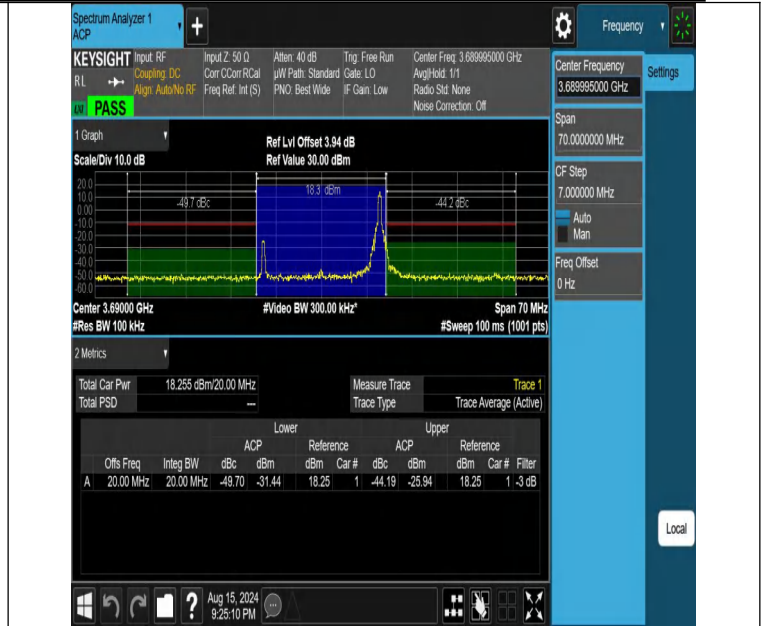 Spectrum Analyzer 1
ACP
+
Frequency
KEYSIGHT Input: RF Input Z: 50 Ω Atten: 40 dB Trig: Free Run Center Freq: 3.689995000 GHz
RL Coupling: DC Corr CCorr RCal µW Path: Standard Gate: LO Avg|Hold: 1/1
Align: Auto/No RF Freq Ref: Int (S) PNO: Best Wide IF Gain: Low Radio Std: None
PASS Noise Correction: Off
Center Frequency
3.689995000 GHz
Settings
Span
70.0000000 MHz
CF Step
7.000000 MHz
Auto
Man
Freq Offset
0 Hz
1 Graph
Ref Lvl Offset 3.94 dB
Scale/Div 10.0 dB Ref Value 30.00 dBm
20.0
10.0
0.00
-10.0
-20.0
-30.0
-40.0
-50.0
-60.0
-49.7 dBc 18.3 dBm -44.2 dBc
Center 3.69000 GHz #Video BW 300.00 kHz* Span 70 MHz
#Res BW 100 kHz #Sweep 100 ms (1001 pts)
2 Metrics
Total Car Pwr 18.255 dBm/20.00 MHz Measure Trace Trace 1
Total PSD --- Trace Type Trace Average (Active)
Lower Upper
ACP Reference ACP Reference
Offs Freq Integ BW dBc dBm dBm Car # dBc dBm dBm Car # Filter
A 20.00 MHz 20.00 MHz -49.70 -31.44 18.25 1 -44.19 -25.94 18.25 1 -3 dB
Local
? Aug 15, 2024
9:25:10 PM